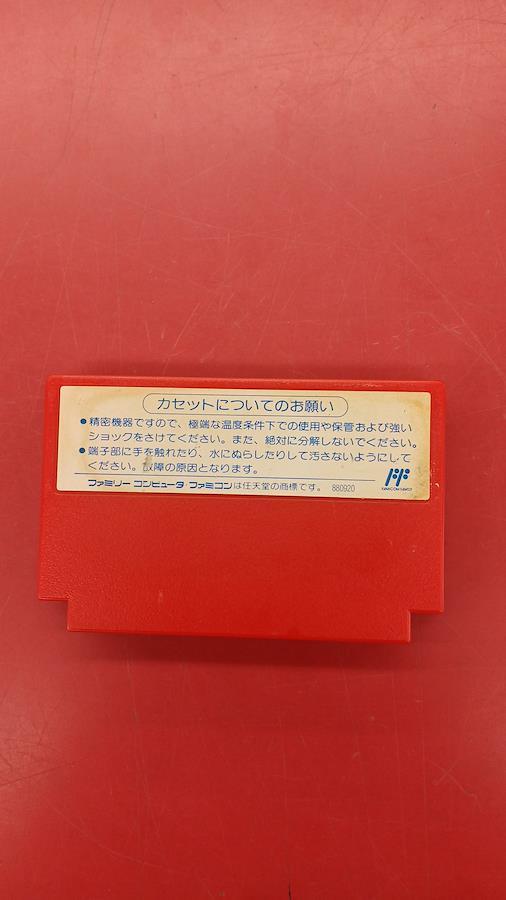 カセットについてのお願い
●精密機器ですので、極端な温度条件下での使用や保管および強い
ショックをさけてください。また、絶対に分解しないでください。
●端子部に手を触れたり、水にぬらしたりして汚さないようにして
ください。故障の原因となります。
ファミリーコンピュータ・ファミコンは任天堂の商標です。 880920
FAMICOM FAMILY